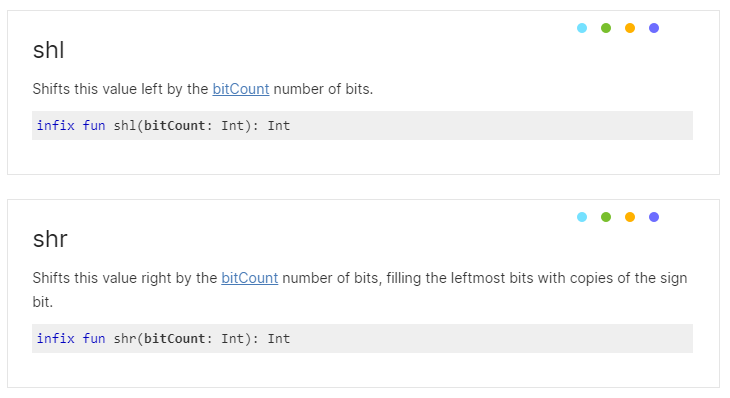 shl
Shifts this value left by the bitCount number of bits.
infix fun shl(bitCount: Int): Int
shr
Shifts this value right by the bitCount number of bits, filling the leftmost bits with copies of the sign
bit.
infix fun shr(bitCount: Int): Int